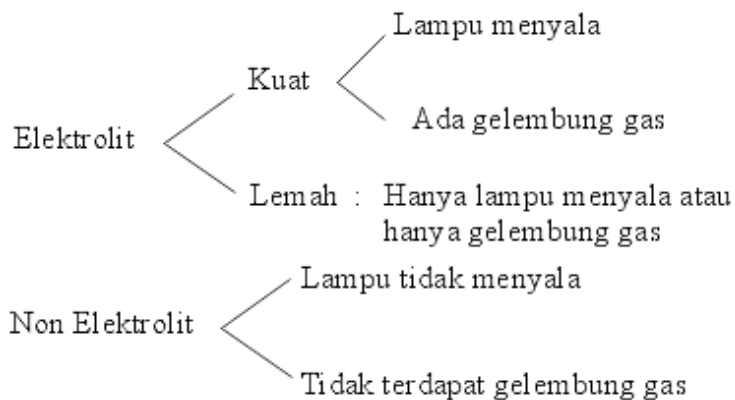 Lampu menyala
Kuat
Ada gelembung gas
Elektrolit
Lemah : Hanya lampu menyala atau
hanya gelembung gas
Lampu tidak menyala
Non Elektrolit
Tidak terdapat gelembung gas